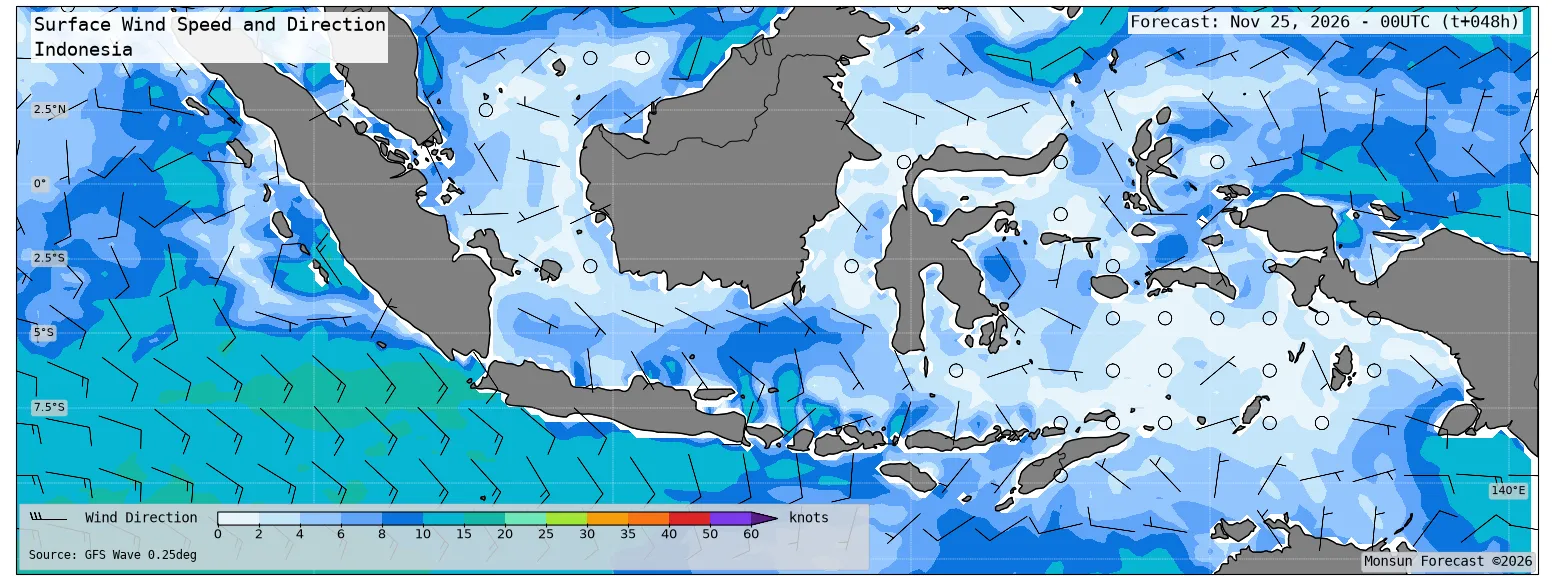 Surface Wind Speed and Direction
Indonesia
Forecast: Nov 25, 2026 - 00UTC (t+048h)
2.5°N
0°
2.5°S
5°S
7.5°S
140°E
Wind Direction
0 2 4 6 8 10 15 20 25 30 35 40 50 60
knots
Source: GFS Wave 0.25deg
Monsun Forecast ©2026